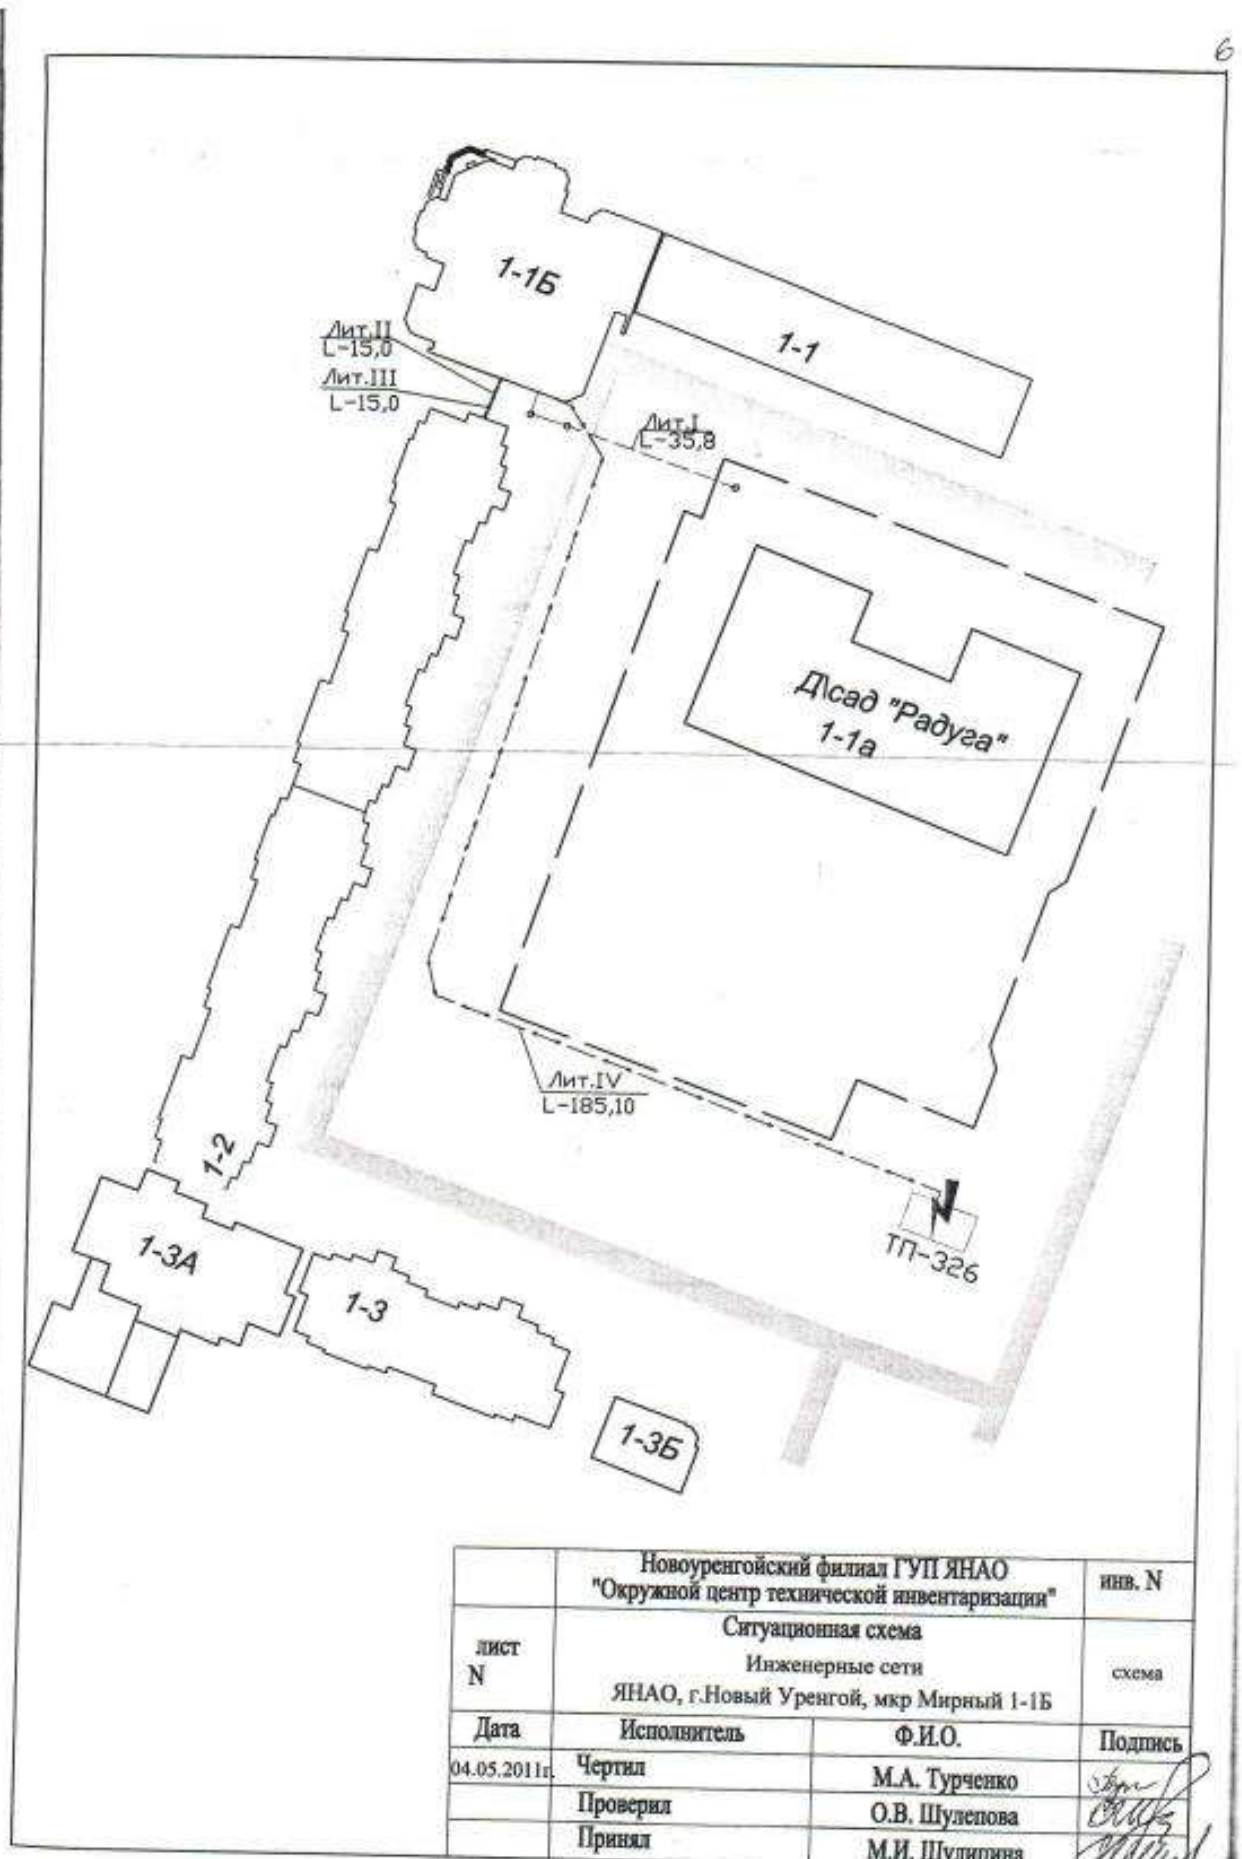 6
1-1Б
1-1
Лит.II
L-15,0
Лит.III
L-15,0
Лит.I
L-35,8
Д\сад "Радуга"
1-1а
Лит.IV
L-185,10
1-2
ТП-326
1-3А
1-3
1-3Б
Новоуренгойский филиал ГУП ЯНАО
"Окружной центр технической инвентаризации"
инв. N
лист
N
Ситуационная схема
Инженерные сети
ЯНАО, г.Новый Уренгой, мкр Мирный 1-1Б
схема
Дата
Исполнитель
Ф.И.О.
Подпись
04.05.2011г.
Чертил
М.А. Турченко
Проверил
О.В. Шулепова
Принял
М.И.